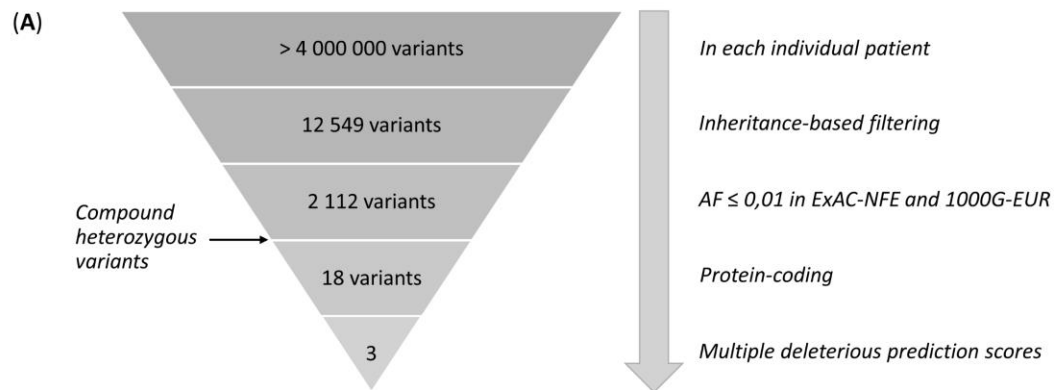 (A)
> 4 000 000 variants
In each individual patient
12 549 variants
Inheritance-based filtering
2 112 variants
AF ≤ 0,01 in ExAC-NFE and 1000G-EUR
Compound
heterozygous
variants
18 variants
Protein-coding
3
Multiple deleterious prediction scores